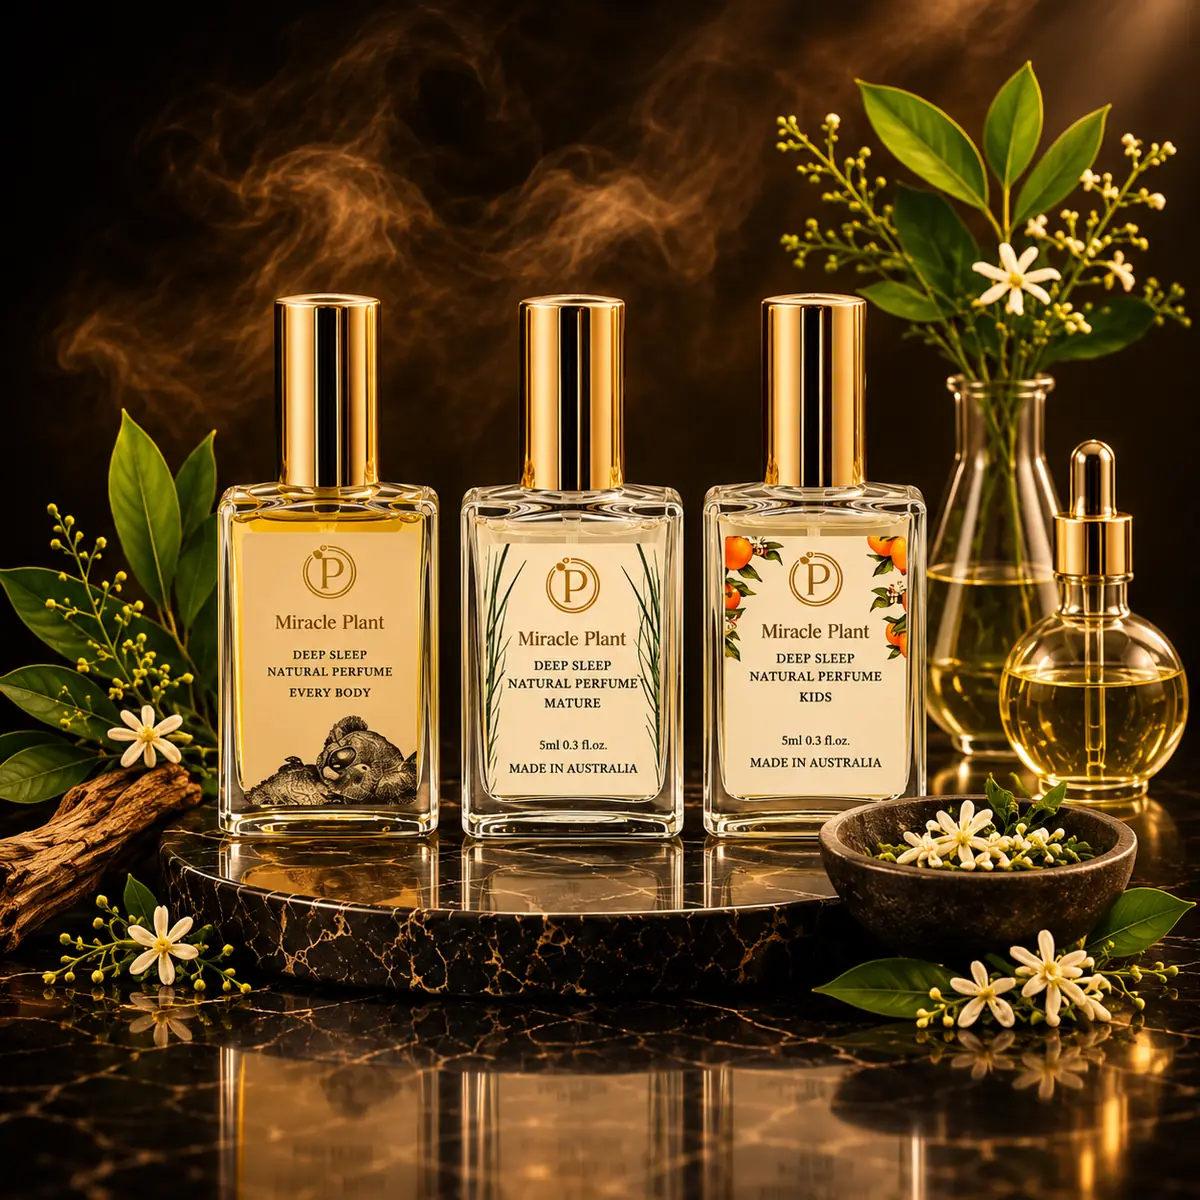 P
Miracle Plant
DEEP SLEEP
NATURAL PERFUME
EVERY BODY
P
Miracle Plant
DEEP SLEEP
NATURAL PERFUME
MATURE
5ml 0.3 fl.oz.
MADE IN AUSTRALIA
P
Miracle Plant
DEEP SLEEP
NATURAL PERFUME
KIDS
5ml 0.3 fl.oz.
MADE IN AUSTRALIA